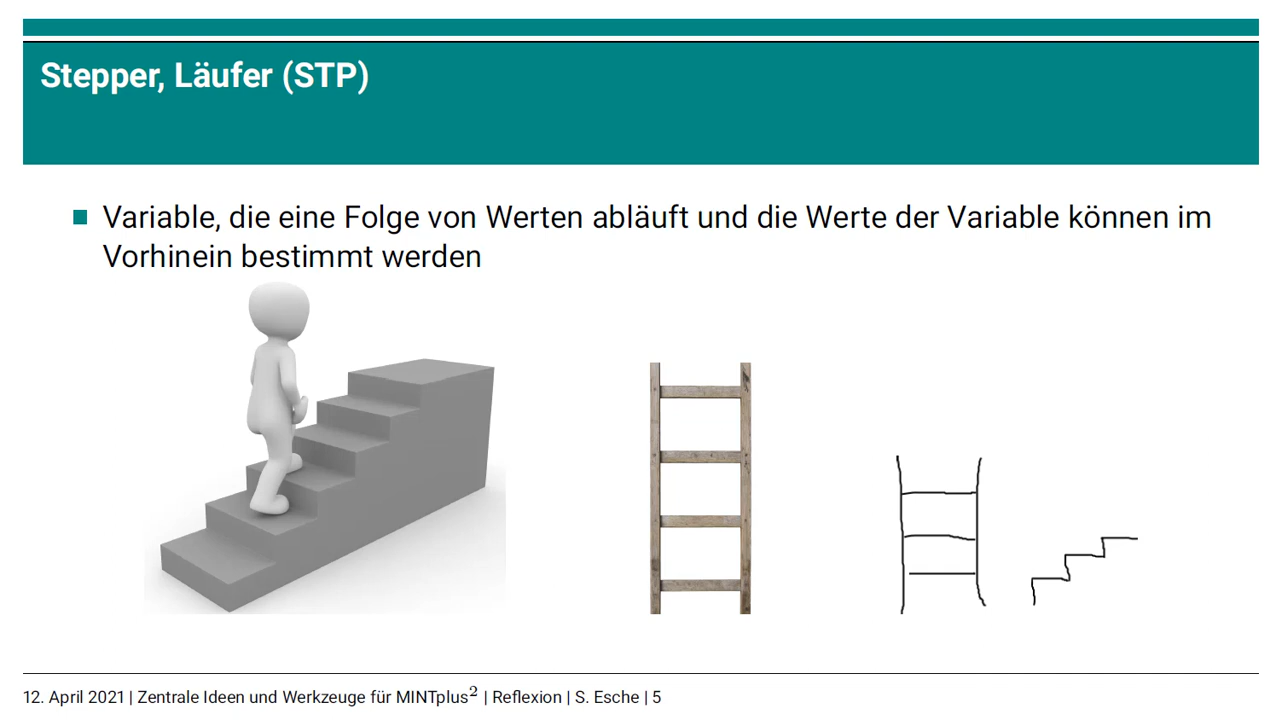 Stepper, Läufer (STP)
Variable, die eine Folge von Werten abläuft und die Werte der Variable können im
Vorhinein bestimmt werden
12. April 2021 | Zentrale Ideen und Werkzeuge für MINTplus² | Reflexion | S. Esche | 5